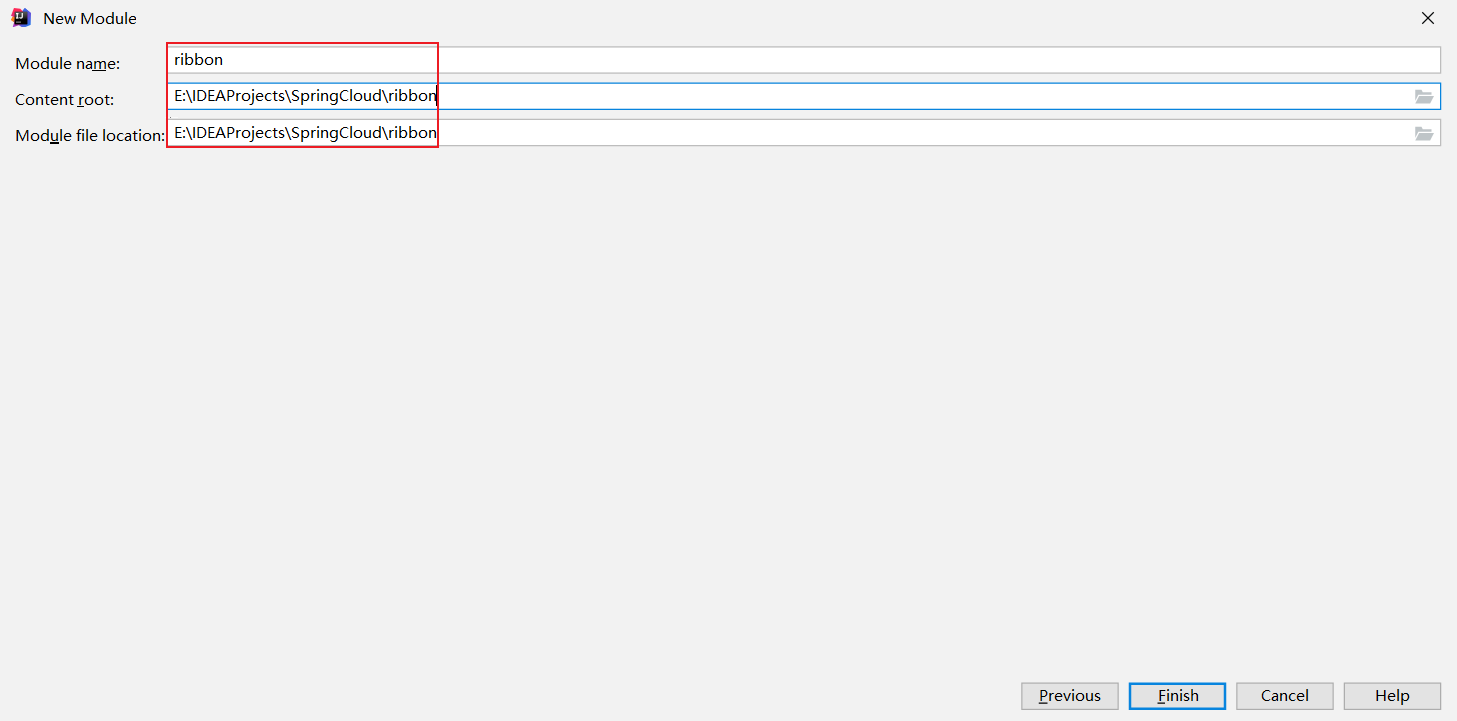 New Module
Module name: ribbon
Content root: E:\IDEAProjects\SpringCloud\ribbon
Module file location: E:\IDEAProjects\SpringCloud\ribbon
Previous Finish Cancel Help